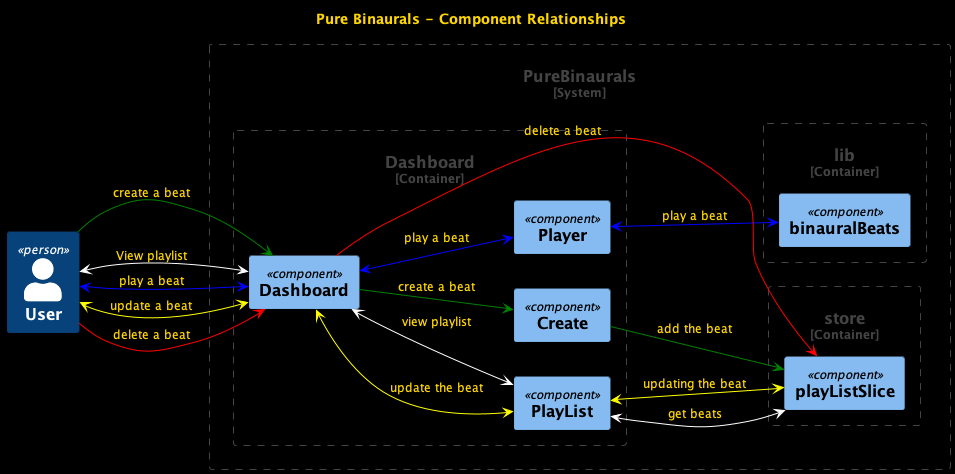 Pure Binaurals - Component Relationships
PureBinaurals
[System]
delete a beat
Dashboard
[Container]
lib
[Container]
create a beat
«component»
Player
play a beat
play a beat
«component»
binauralBeats
«person»
User
View playlist
play a beat
update a beat
delete a beat
«component»
Dashboard
create a beat
view playlist
update the beat
«component»
Create
add the beat
store
[Container]
«component»
PlayList
updating the beat
get beats
«component»
playListSlice